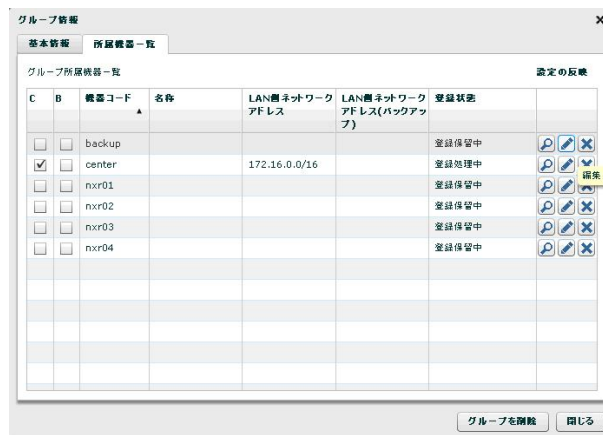 グループ情報
基本情報 所属機器一覧
グループ所属機器一覧 設定の反映
C B 機器コード 名称 LAN側ネットワークアドレス LAN側ネットワークアドレス(バックアップ) 登録状態
backup 登録保留中
center 172.16.0.0/16 登録処理中
編集
nxr01 登録保留中
nxr02 登録保留中
nxr03 登録保留中
nxr04 登録保留中
グループを削除 閉じる